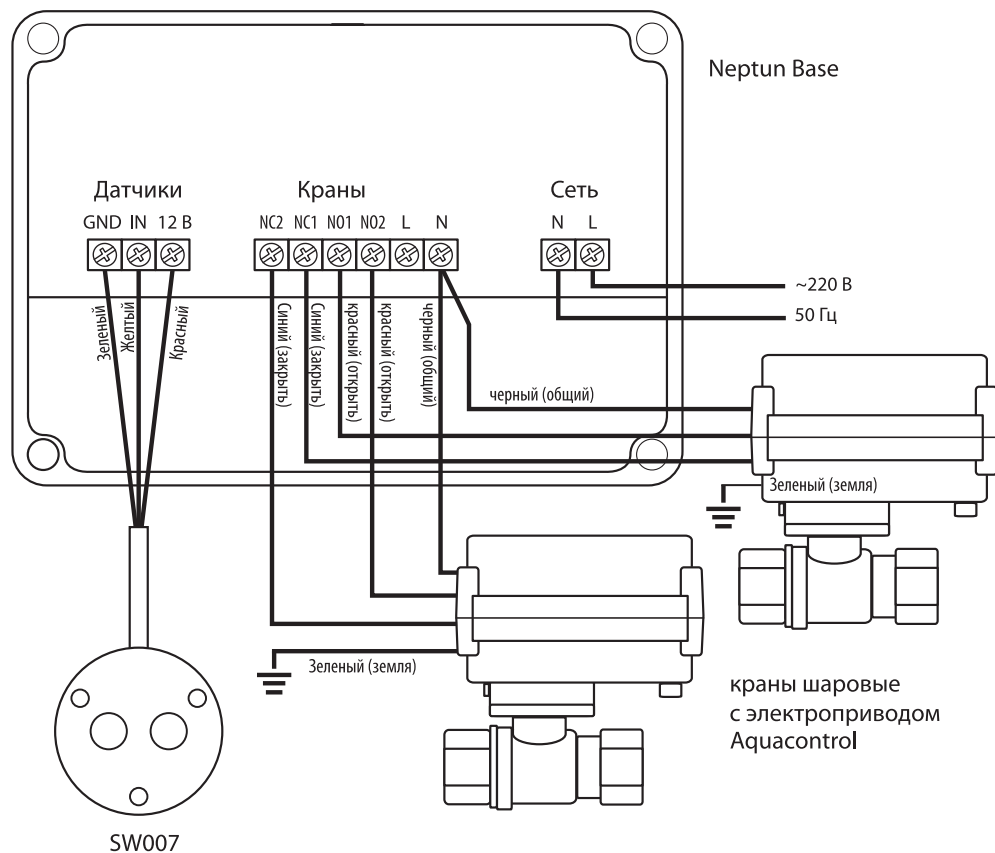 Neptun Base
Датчики
Краны
Сеть
GND IN 12 В
NC2 NC1 NO1 NO2 L N
N L
~220 В
50 Гц
Зеленый
Желтый
Красный
Синий (закрыть)
Синий (закрыть)
красный (открыть)
красный (открыть)
черный (общий)
черный (общий)
Зеленый (земля)
Зеленый (земля)
краны шаровые
с электроприводом
Aquacontrol
SW007